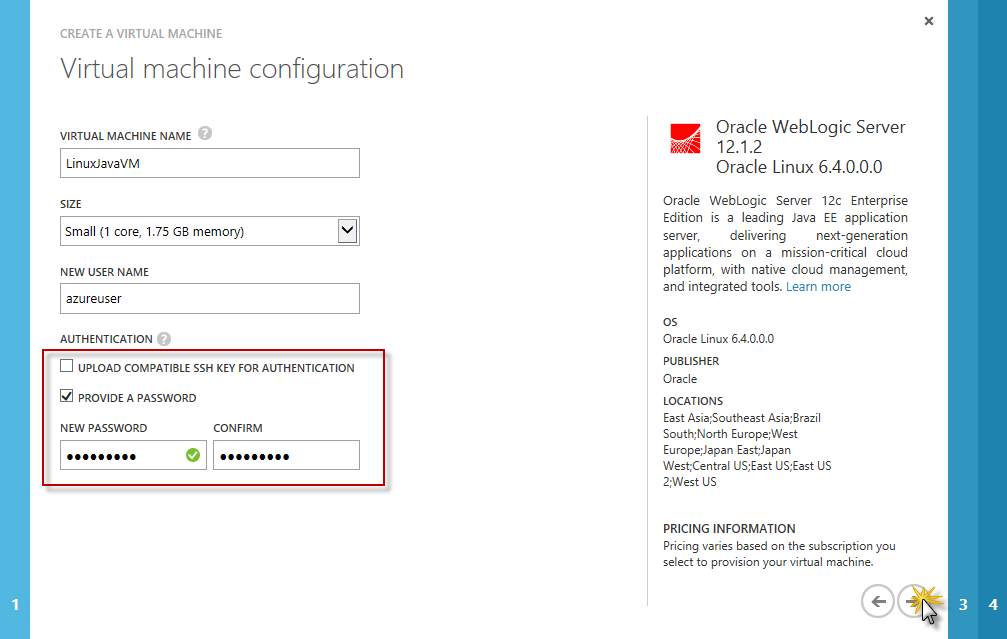 CREATE A VIRTUAL MACHINE
Virtual machine configuration
VIRTUAL MACHINE NAME ?
LinuxJavaVM
SIZE
Small (1 core, 1.75 GB memory)
NEW USER NAME
azureuser
AUTHENTICATION ?
UPLOAD COMPATIBLE SSH KEY FOR AUTHENTICATION
PROVIDE A PASSWORD
NEW PASSWORD
CONFIRM
●●●●●●●●●
●●●●●●●●●
Oracle WebLogic Server
12.1.2
Oracle Linux 6.4.0.0.0
Oracle WebLogic Server 12c Enterprise
Edition is a leading Java EE application
server, delivering next-generation
applications on a mission-critical cloud
platform, with native cloud management,
and integrated tools. Learn more
OS
Oracle Linux 6.4.0.0.0
PUBLISHER
Oracle
LOCATIONS
East Asia;Southeast Asia;Brazil
South;North Europe;West
Europe;Japan East;Japan
West;Central US;East US;East US
2;West US
PRICING INFORMATION
Pricing varies based on the subscription you
select to provision your virtual machine.
1
3
4